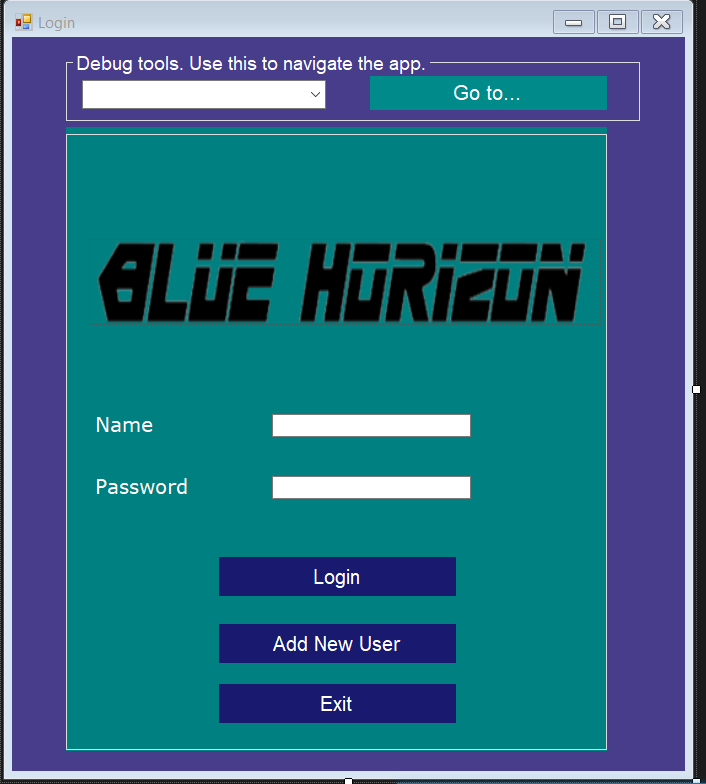 Login
Debug tools. Use this to navigate the app.
Go to...
BLUE HORIZON
Name
Password
Login
Add New User
Exit